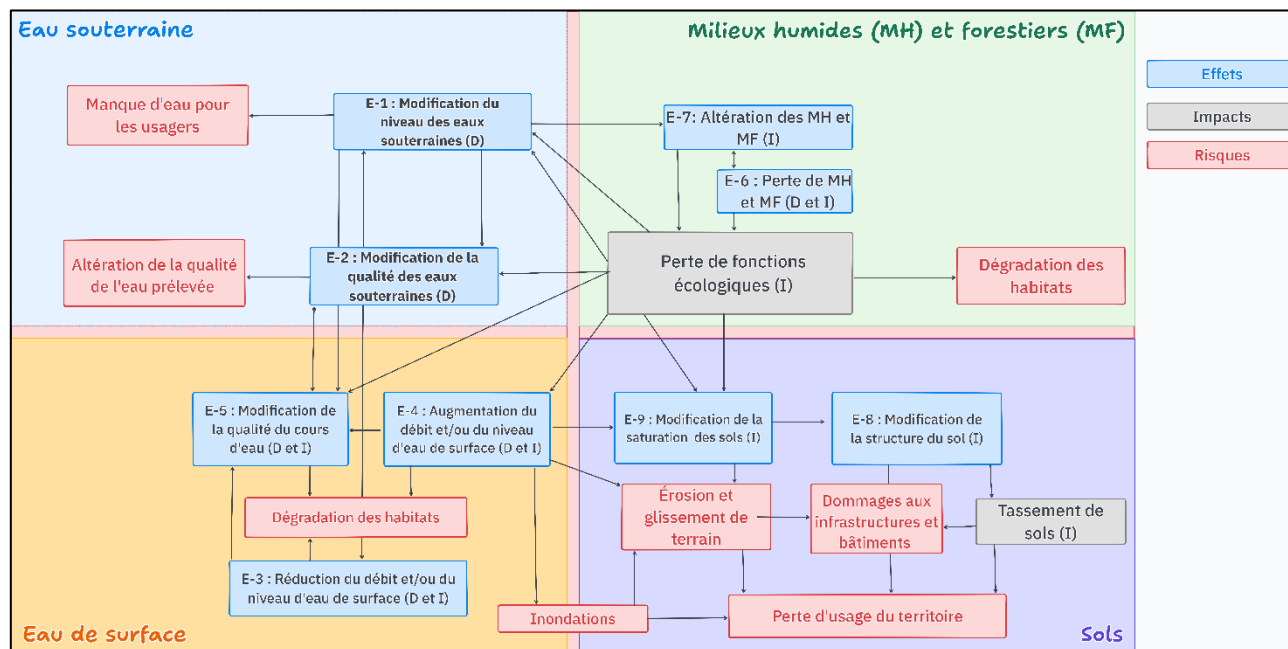 Eau souterraine
Milieux humides (MH) et forestiers (MF)
Manque d'eau pour
les usagers
E-1 : Modification du
niveau des eaux
souterraines (D)
E-7: Altération des MH et
MF (I)
E-6 : Perte de MH
et MF (D et I)
Altération de la qualité
de l'eau prélevée
E-2 : Modification de la
qualité des eaux
souterraines (D)
Perte de fonctions
écologiques (I)
Dégradation des
habitats
Effets
Impacts
Risques
E-5 : Modification de
la qualité du cours
d'eau (D et I)
E-4 : Augmentation du
débit et/ou du niveau
d'eau de surface (D et I)
E-9 : Modification de la
saturation des sols (I)
E-8 : Modification de
la structure du sol (I)
Dégradation des habitats
Érosion et
glissement de
terrain
Dommages aux
infrastructures et
bâtiments
Tassement de
sols (I)
E-3 : Réduction du débit et/ou du
niveau d'eau de surface (D et I)
Inondations
Perte d'usage du territoire
Eau de surface
Sols